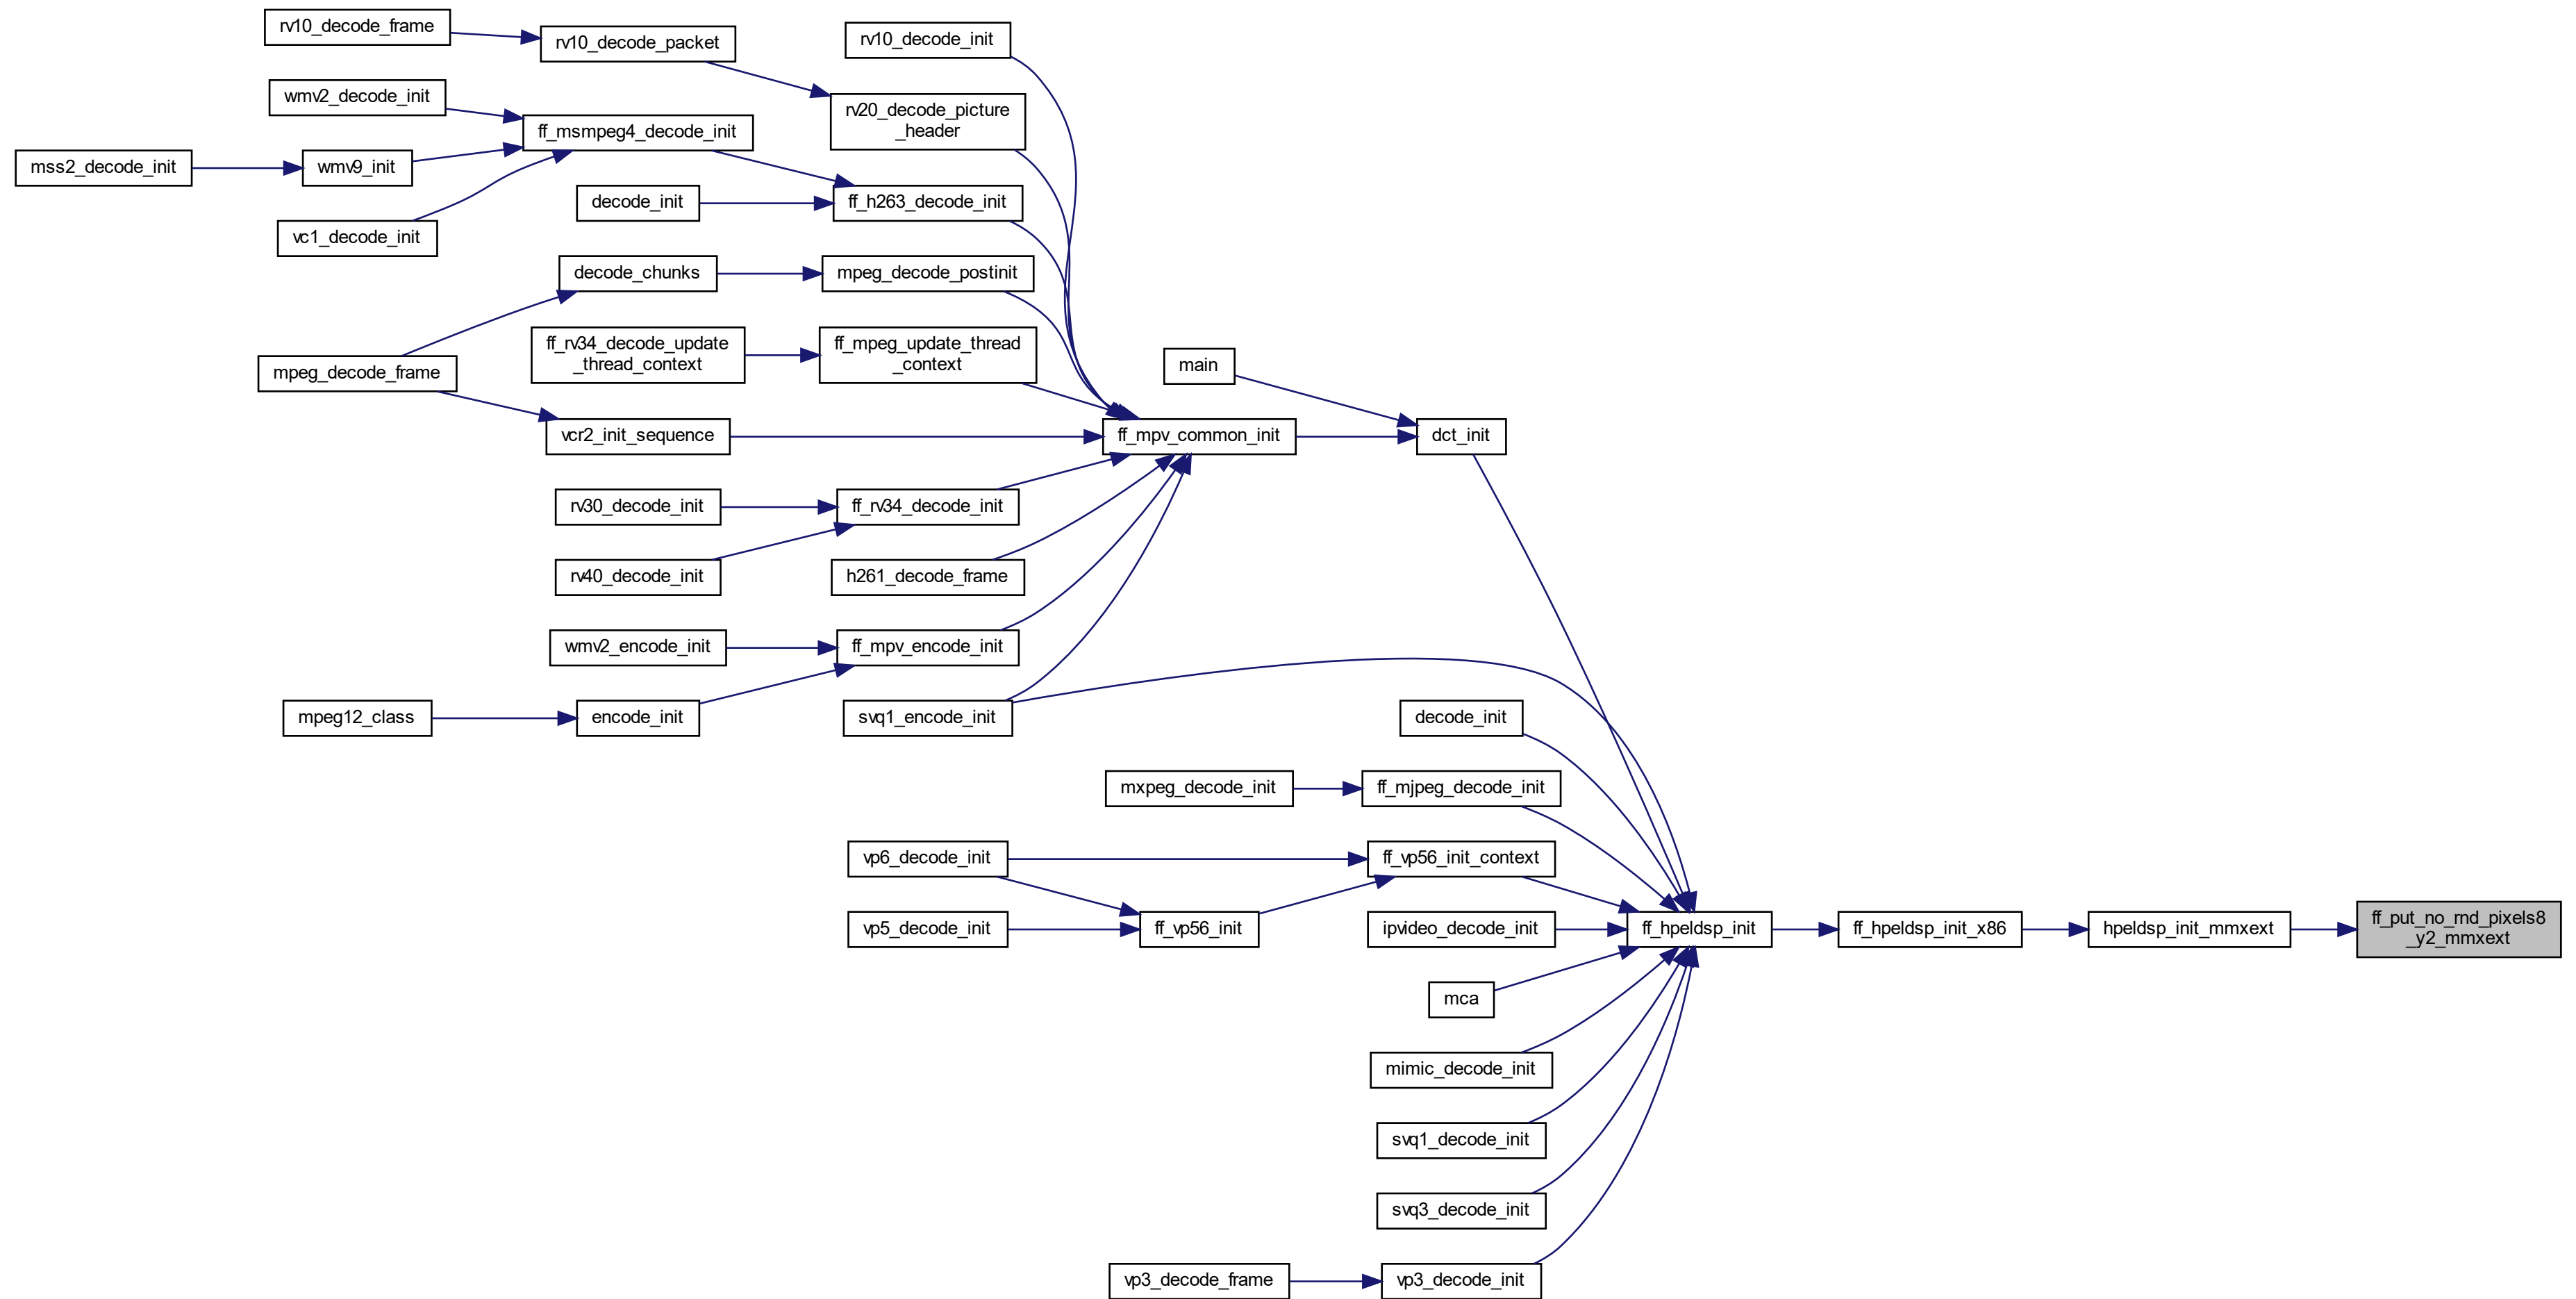 rv10_decode_frame
rv10_decode_packet
rv10_decode_init
wmv2_decode_init
rv20_decode_picture
_header
ff_msmpeg4_decode_init
mss2_decode_init
wmv9_init
decode_init
ff_h263_decode_init
vc1_decode_init
decode_chunks
mpeg_decode_postinit
ff_rv34_decode_update
_thread_context
ff_mpeg_update_thread
_context
main
mpeg_decode_frame
vcr2_init_sequence
ff_mpv_common_init
dct_init
rv30_decode_init
ff_rv34_decode_init
rv40_decode_init
h261_decode_frame
wmv2_encode_init
ff_mpv_encode_init
mpeg12_class
encode_init
svq1_encode_init
decode_init
mxpeg_decode_init
ff_mjpeg_decode_init
vp6_decode_init
ff_vp56_init_context
vp5_decode_init
ff_vp56_init
ipvideo_decode_init
ff_hpeldsp_init
ff_hpeldsp_init_x86
hpeldsp_init_mmxext
ff_put_no_rnd_pixels8
_y2_mmxext
mca
mimic_decode_init
svq1_decode_init
svq3_decode_init
vp3_decode_frame
vp3_decode_init